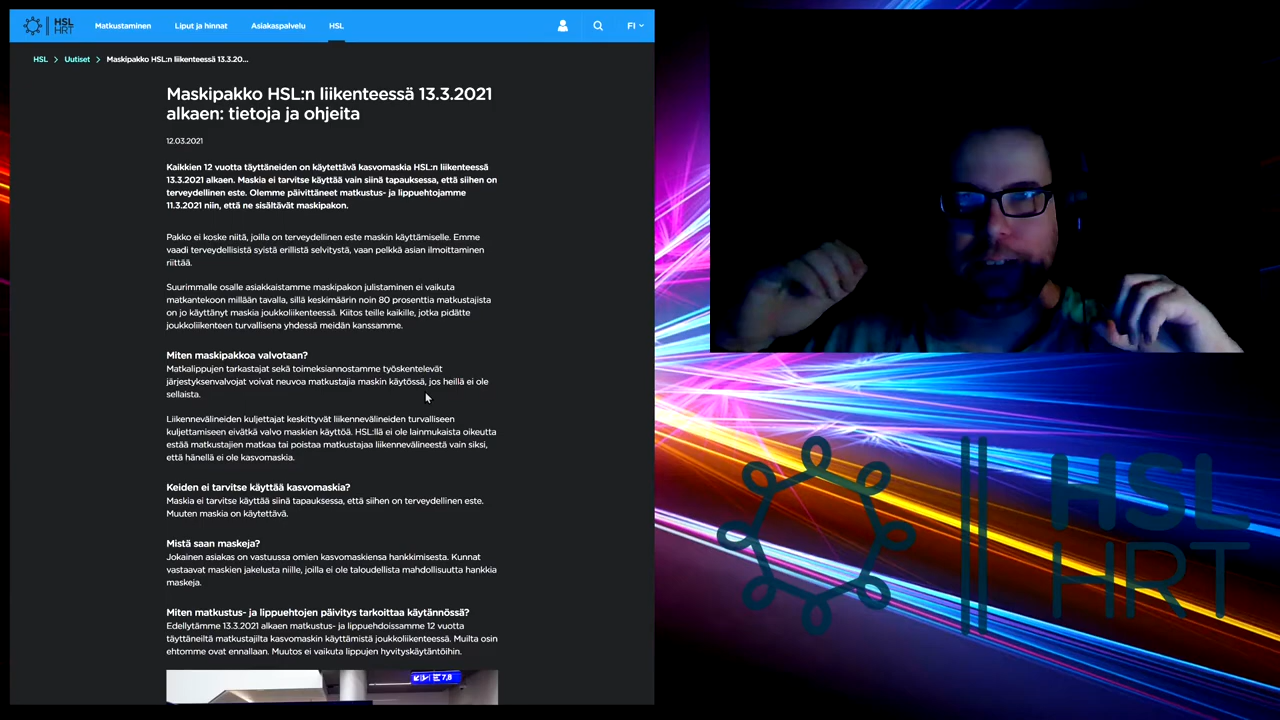 HSL
HRT
Matkustaminen
Liput ja hinnat
Asiakaspalvelu
HSL
FI
HSL > Uutiset > Maskipakko HSL:n liikenteessä 13.3.20...
Maskipakko HSL:n liikenteessä 13.3.2021
alkaen: tietoja ja ohjeita
12.03.2021
Kaikkien 12 vuotta täyttäneiden on käytettävä kasvomaskia HSL:n liikenteessä
13.3.2021 alkaen. Maskia ei tarvitse käyttää vain siinä tapauksessa, että siihen on
terveydellinen este. Olemme päivittäneet matkustus- ja lippuehtojamme
11.3.2021 niin, että ne sisältävät maskipakon.
Pakko ei koske niitä, joilla on terveydellinen este maskin käyttämiselle. Emme
vaadi terveydellisistä syistä erillistä selvitystä, vaan pelkkä asian ilmoittaminen
riittää.
Suurimmalle osalle asiakkaistamme maskipakon julistaminen ei vaikuta
matkantekoon millään tavalla, sillä keskimäärin noin 80 prosenttia matkustajista
on jo käyttänyt maskia joukkoliikenteessä. Kiitos teille kaikille, jotka pidätte
joukkoliikenteen turvallisena yhdessä meidän kanssamme.
Miten maskipakkoa valvotaan?
Matkalippujen tarkastajat sekä toimeksiannostamme työskentelevät
järjestyksenvalvojat voivat neuvoa matkustajia maskin käytössä, jos heillä ei ole
sellaista.
Liikennevälineiden kuljettajat keskittyvät liikennevälineiden turvalliseen
kuljettamiseen eivätkä valvo maskien käyttöä. HSL:llä ei ole lainmukaista oikeutta
estää matkustajien matkaa tai poistaa matkustajaa liikennevälineestä vain siksi,
että hänellä ei ole kasvomaskia.
Keiden ei tarvitse käyttää kasvomaskia?
Maskia ei tarvitse käyttää siinä tapauksessa, että siihen on terveydellinen este.
Muuten maskia on käytettävä.
Mistä saan maskeja?
Jokainen asiakas on vastuussa omien kasvomaskiensa hankkimisesta. Kunnat
vastaavat maskien jakelusta niille, joilla ei ole taloudellista mahdollisuutta hankkia
maskeja.
Miten matkustus- ja lippuehtojen päivitys tarkoittaa käytännössä?
Edellytämme 13.3.2021 alkaen matkustus- ja lippuehdoissamme 12 vuotta
täyttäneiltä matkustajilta kasvomaskin käyttämistä joukkoliikenteessä. Muilta osin
ehtomme ovat ennallaan. Muutos ei vaikuta lippujen hyvityskäytäntöihin.
7,8
HSL
HRT